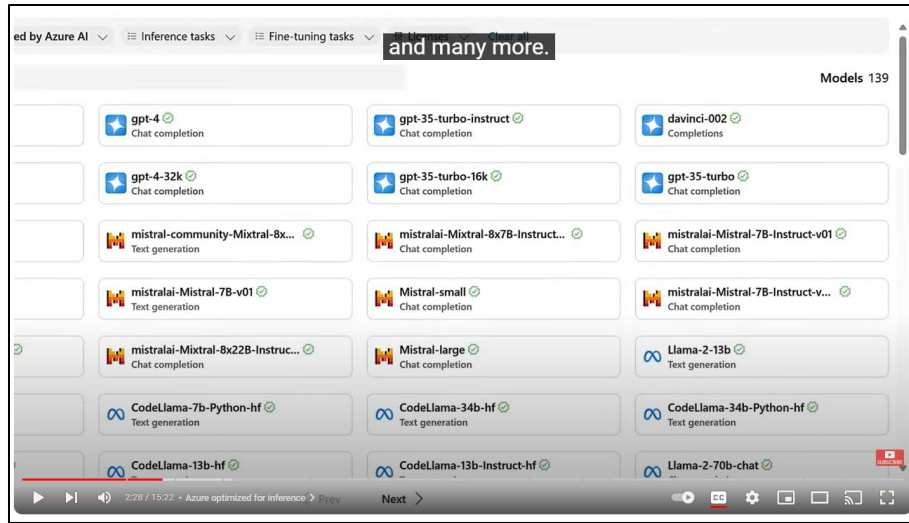 ed by Azure AI Inference tasks Fine-tuning tasks Licenses Clear all
and many more.
Models 139
gpt-4 gpt-35-turbo-instruct davinci-002
Chat completion Chat completion Completions
gpt-4-32k gpt-35-turbo-16k gpt-35-turbo
Chat completion Chat completion Chat completion
mistral-community-Mixtral-8x... mistralai-Mixtral-8x7B-Instruct... mistralai-Mistral-7B-Instruct-v01
Text generation Chat completion Chat completion
mistralai-Mistral-7B-v01 Mistral-small mistralai-Mistral-7B-Instruct-v...
Text generation Chat completion Chat completion
mistralai-Mixtral-8x22B-Instruc... Mistral-large Llama-2-13b
Chat completion Chat completion Text generation
CodeLlama-7b-Python-hf CodeLlama-34b-hf CodeLlama-34b-Python-hf
Text generation Text generation Text generation
CodeLlama-13b-hf CodeLlama-13b-Instruct-hf Llama-2-70b-chat
SUBSCRIBE
2:28 / 15:22 • Azure optimized for inference > Prev Next >
CC